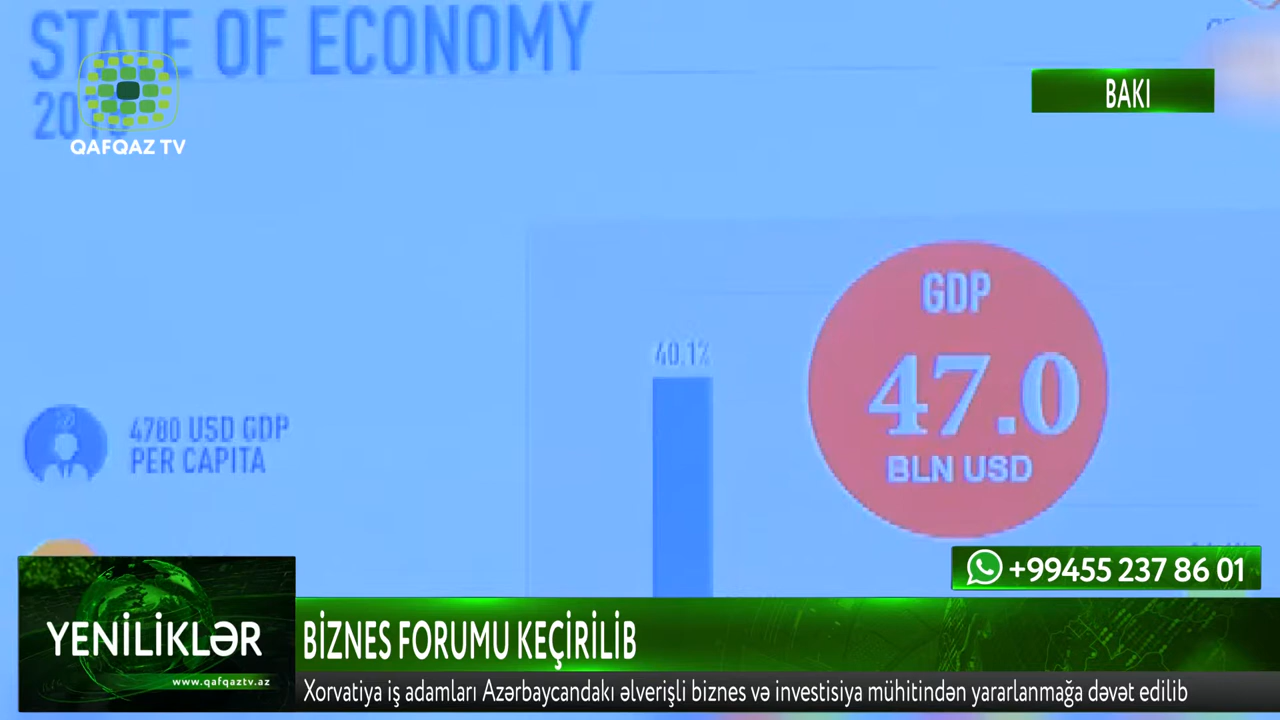 STATE OF ECONOMY
QAFQAZ TV
BAKI
GDP
47.0
BLN USD
40.1%
4780 USD GDP
PER CAPITA
+99455 237 86 01
YENİLİKLƏR
www.qafqaztv.az
BİZNES FORUMU KEÇİRİLİB
Xorvatiya iş adamları Azərbaycandakı əlverişli biznes və investisiya mühitindən yararlanmağa dəvət edilib